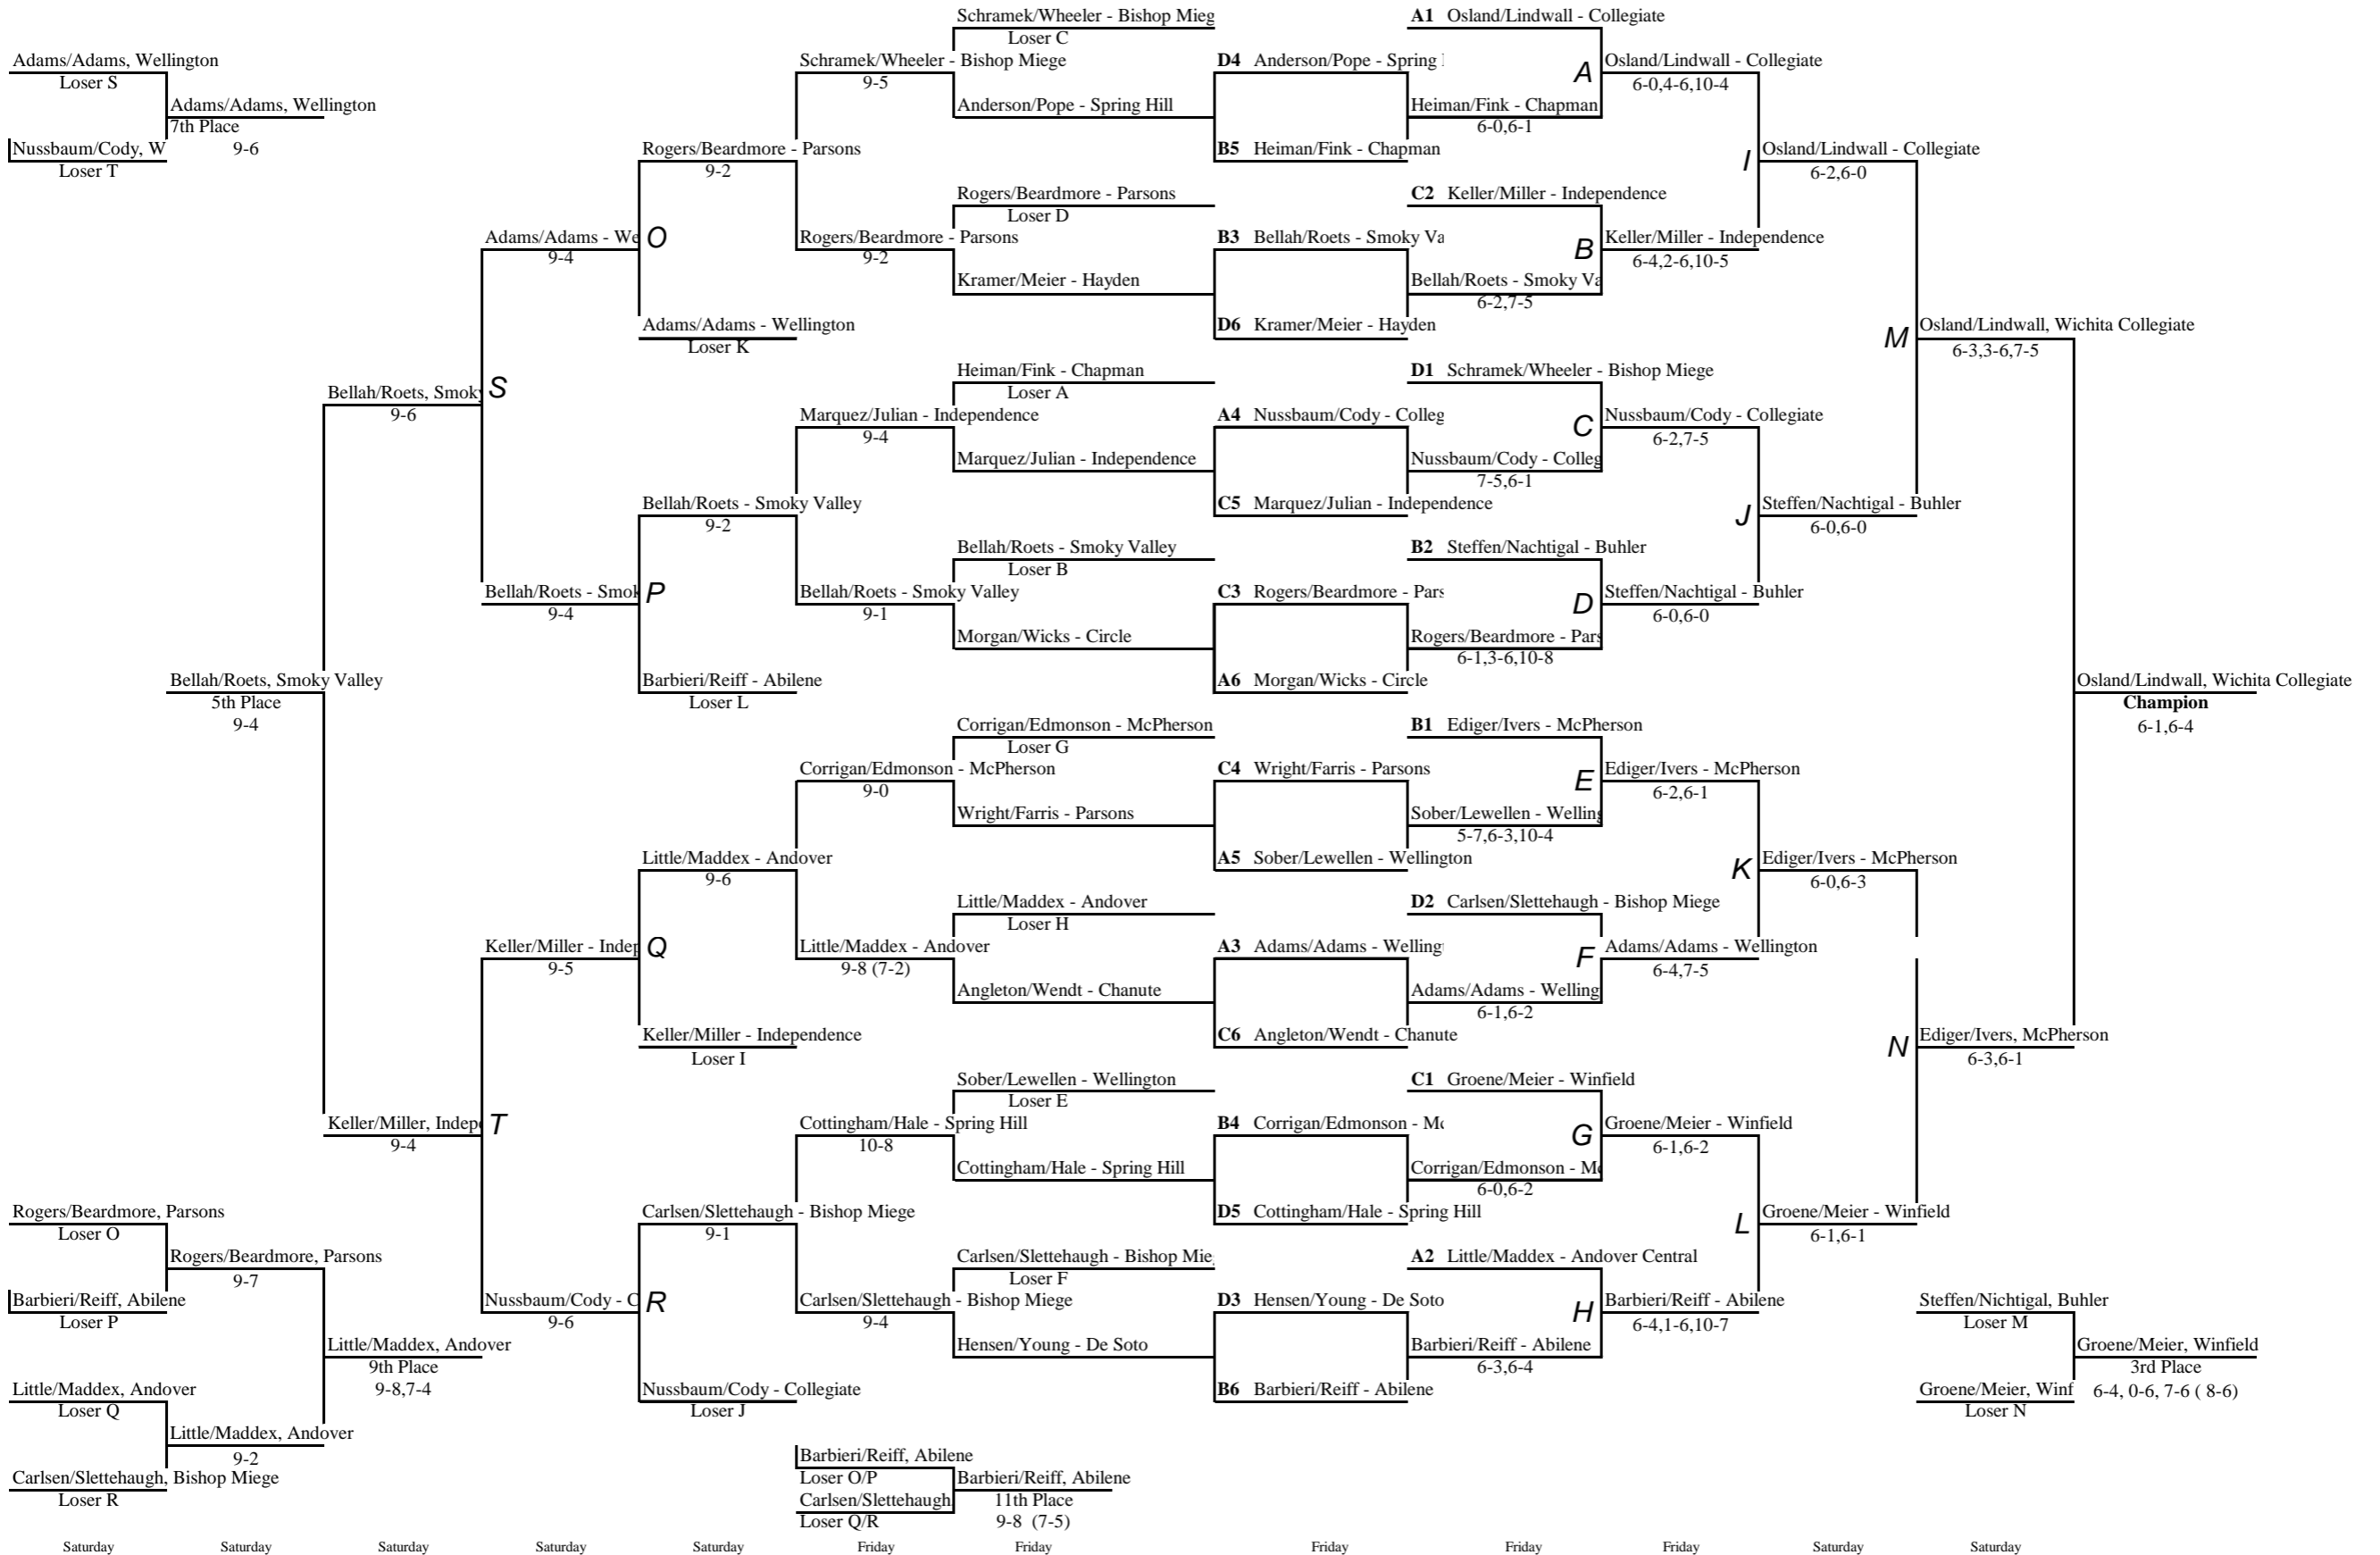 Schramek/Wheeler - Bishop Mieg
A1 Osland/Lindwall - Collegiate
Loser C
Adams/Adams, Wellington
Schramek/Wheeler - Bishop Miege
D4 Anderson/Pope - Spring
A
Osland/Lindwall - Collegiate
Loser S
9-5
6-0,4-6,10-4
Adams/Adams, Wellington
Anderson/Pope - Spring Hill
Heiman/Fink - Chapman
7th Place
6-0,6-1
Nussbaum/Cody, W
9-6
Rogers/Beardmore - Parsons
B5 Heiman/Fink - Chapman
I
Osland/Lindwall - Collegiate
Loser T
9-2
6-2,6-0
Rogers/Beardmore - Parsons
C2 Keller/Miller - Independence
Loser D
Adams/Adams - We
O
Rogers/Beardmore - Parsons
B3 Bellah/Roets - Smoky Va
B
Keller/Miller - Independence
9-4
9-2
6-4,2-6,10-5
Kramer/Meier - Hayden
Bellah/Roets - Smoky Va
6-2,7-5
Adams/Adams - Wellington
D6 Kramer/Meier - Hayden
M
Osland/Lindwall, Wichita Collegiate
Loser K
6-3,3-6,7-5
Heiman/Fink - Chapman
D1 Schramek/Wheeler - Bishop Miege
Loser A
Bellah/Roets, Smoky
S
9-6
Marquez/Julian - Independence
A4 Nussbaum/Cody - Colleg
C
Nussbaum/Cody - Collegiate
9-4
6-2,7-5
Marquez/Julian - Independence
Nussbaum/Cody - Colleg
7-5,6-1
Bellah/Roets - Smoky Valley
C5 Marquez/Julian - Independence
J
Steffen/Nachtigal - Buhler
9-2
6-0,6-0
Bellah/Roets - Smoky Valley
B2 Steffen/Nachtigal - Buhler
Loser B
Bellah/Roets - Smok
P
Bellah/Roets - Smoky Valley
C3 Rogers/Beardmore - Pars
D
Steffen/Nachtigal - Buhler
9-4
9-1
6-0,6-0
Morgan/Wicks - Circle
Rogers/Beardmore - Pars
6-1,3-6,10-8
Bellah/Roets, Smoky Valley
Barbieri/Reiff - Abilene
A6 Morgan/Wicks - Circle
Osland/Lindwall, Wichita Collegiate
5th Place
Loser L
Champion
9-4
Corrigan/Edmonson - McPherson
B1 Ediger/Ivers - McPherson
6-1,6-4
Loser G
Corrigan/Edmonson - McPherson
C4 Wright/Farris - Parsons
E
Ediger/Ivers - McPherson
9-0
6-2,6-1
Wright/Farris - Parsons
Sober/Lewellen - Welling
5-7,6-3,10-4
Little/Maddex - Andover
A5 Sober/Lewellen - Wellington
K
Ediger/Ivers - McPherson
9-6
6-0,6-3
Little/Maddex - Andover
D2 Carlsen/Slettehaugh - Bishop Miege
Loser H
Keller/Miller - Indep
Q
Little/Maddex - Andover
A3 Adams/Adams - Wellingt
F
Adams/Adams - Wellington
9-5
9-8 (7-2)
6-4,7-5
Angleton/Wendt - Chanute
Adams/Adams - Welling
6-1,6-2
Keller/Miller - Independence
C6 Angleton/Wendt - Chanute
N
Ediger/Ivers, McPherson
Loser I
6-3,6-1
Sober/Lewellen - Wellington
C1 Groene/Meier - Winfield
Loser E
Keller/Miller, Indepe
T
Cottingham/Hale - Spring Hill
B4 Corrigan/Edmonson - Mc
G
Groene/Meier - Winfield
9-4
10-8
6-1,6-2
Cottingham/Hale - Spring Hill
Corrigan/Edmonson - Mc
6-0,6-2
Rogers/Beardmore, Parsons
Carlsen/Slettehaugh - Bishop Miege
D5 Cottingham/Hale - Spring Hill
L
Groene/Meier - Winfield
Loser O
9-1
6-1,6-1
Rogers/Beardmore, Parsons
Carlsen/Slettehaugh - Bishop Mie
A2 Little/Maddex - Andover Central
9-7
Loser F
Barbieri/Reiff, Abilene
Nussbaum/Cody - C
R
Carlsen/Slettehaugh - Bishop Miege
D3 Hensen/Young - De Soto
H
Barbieri/Reiff - Abilene
Steffen/Nichtigal, Buhler
Loser P
9-6
9-4
6-4,1-6,10-7
Loser M
Little/Maddex, Andover
Hensen/Young - De Soto
Barbieri/Reiff - Abilene
Groene/Meier, Winfield
9th Place
6-3,6-4
3rd Place
Little/Maddex, Andover
9-8,7-4
Nussbaum/Cody - Collegiate
B6 Barbieri/Reiff - Abilene
Groene/Meier, Winf
6-4, 0-6, 7-6 ( 8-6)
Loser Q
Loser J
Loser N
Little/Maddex, Andover
9-2
Barbieri/Reiff, Abilene
Carlsen/Slettehaugh, Bishop Miege
Loser O/P
Barbieri/Reiff, Abilene
Loser R
Carlsen/Slettehaugh
11th Place
Loser Q/R
9-8 (7-5)
Saturday Saturday Saturday Saturday Saturday Friday Friday Friday Friday Friday Saturday Saturday